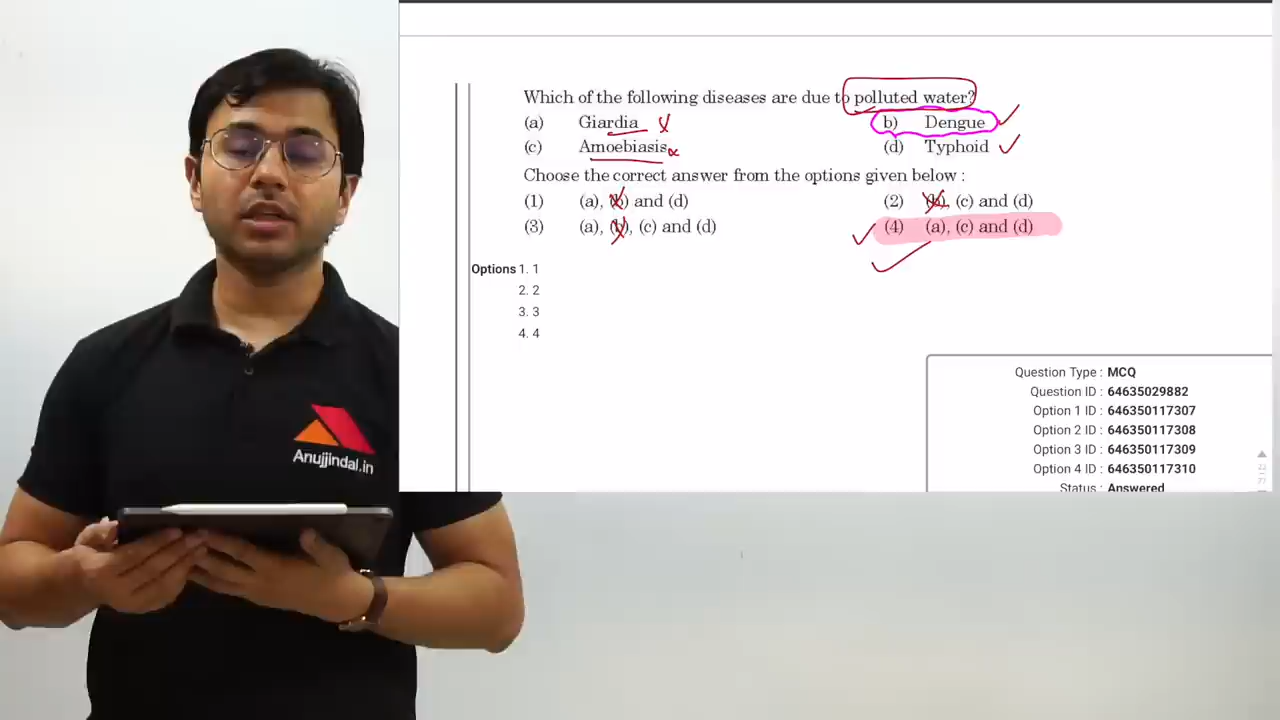 Which of the following diseases are due to polluted water?
(a) Giardia b) Dengue
(c) Amoebiasis (d) Typhoid
Choose the correct answer from the options given below :
(1) (a), (b) and (d) (2) (b), (c) and (d)
(3) (a), (b), (c) and (d) (4) (a), (c) and (d)
Options 1. 1
2. 2
3. 3
4. 4
Question Type : MCQ
Question ID : 64635029882
Option 1 ID : 646350117307
Option 2 ID : 646350117308
Option 3 ID : 646350117309
Option 4 ID : 646350117310
Status : Answered
Anujjindal.in